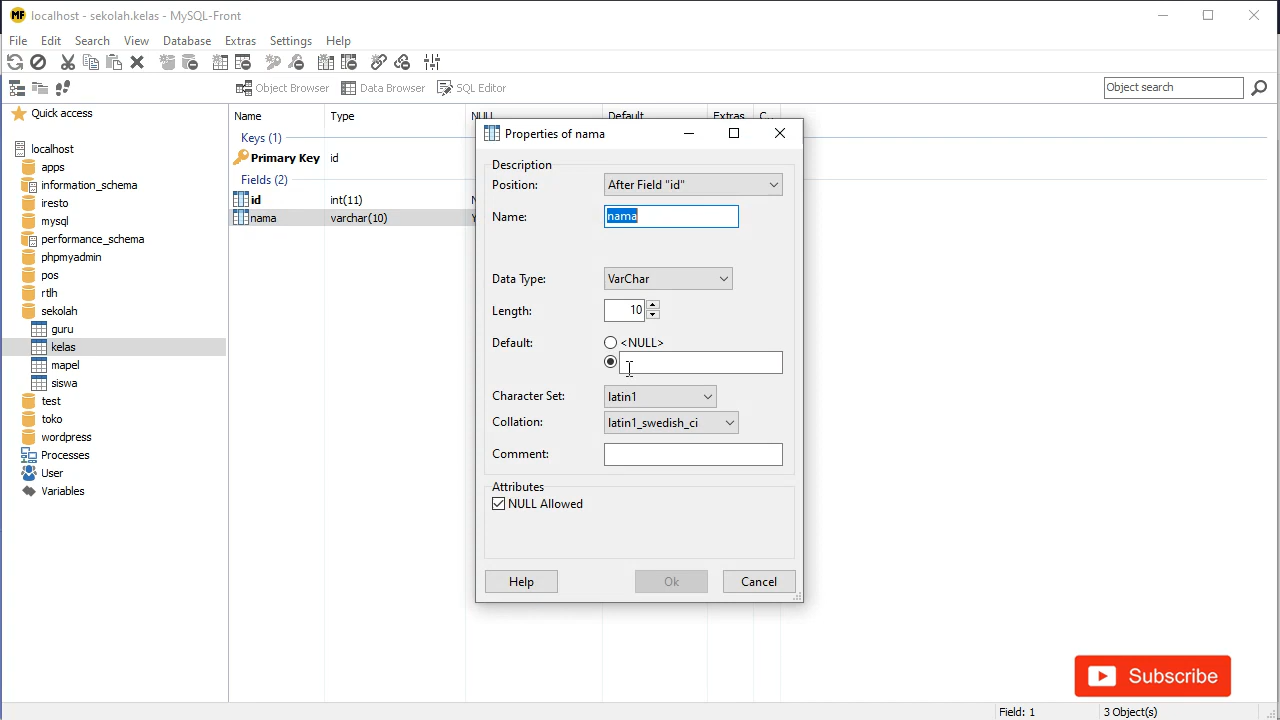 MF localhost - sekolah.kelas - MySQL-Front
File Edit Search View Database Extras Settings Help
Object Browser Data Browser SQL Editor Object search
Quick access
localhost
apps
information_schema
iresto
mysql
performance_schema
phpmyadmin
pos
rtlh
sekolah
guru
kelas
mapel
siswa
test
toko
wordpress
Processes
User
Variables
Name Type NULL Default Extras C..
Keys (1)
Primary Key id
Fields (2)
id int(11)
nama varchar(10)
Properties of nama
Description
Position: After Field "id"
Name: nama
Data Type: VarChar
Length: 10
Default: <NULL>
Character Set: latin1
Collation: latin1_swedish_ci
Comment:
Attributes
NULL Allowed
Help Ok Cancel
Subscribe
Field: 1 3 Object(s)